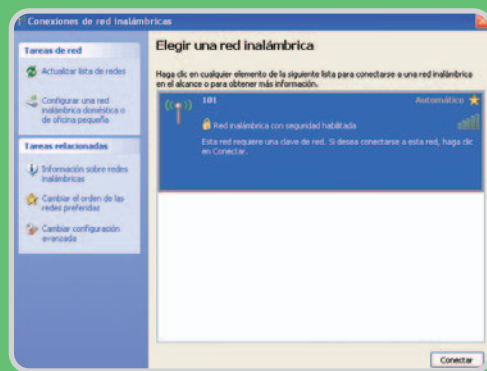 Conexiones de red inalámbricas
Tareas de red
Actualizar lista de redes
Configurar una red
inalámbrica doméstica o
de oficina pequeña
Tareas relacionadas
Información sobre redes
inalámbricas
Cambiar el orden de las
redes preferidas
Cambiar configuración
avanzada
Elegir una red inalámbrica
Haga clic en cualquier elemento de la siguiente lista para conectarse a una red inalámbrica
en el alcance o para obtener más información.
101 Automático
Red inalámbrica con seguridad habilitada
Esta red requiere una clave de red. Si desea conectarse a esta red, haga clic
en Conectar.
Conectar